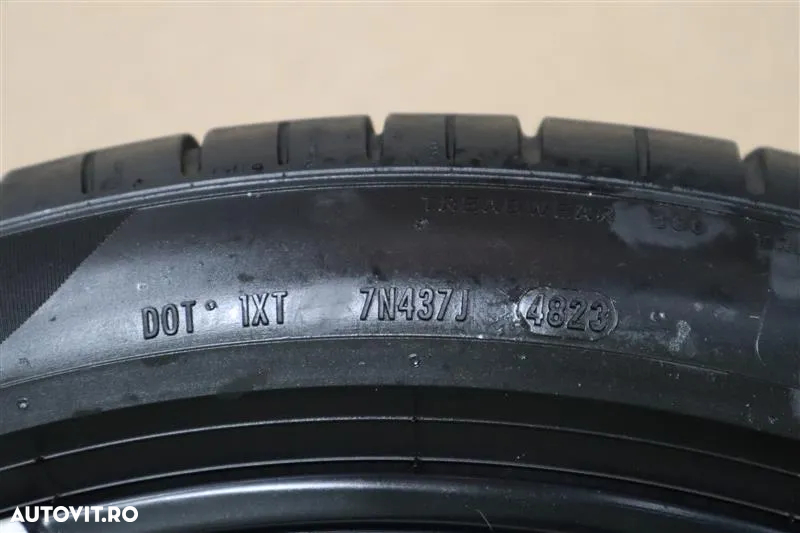 TREADWEAR
DOT 1XT 7N437J 4823
AUTOVIT.RO